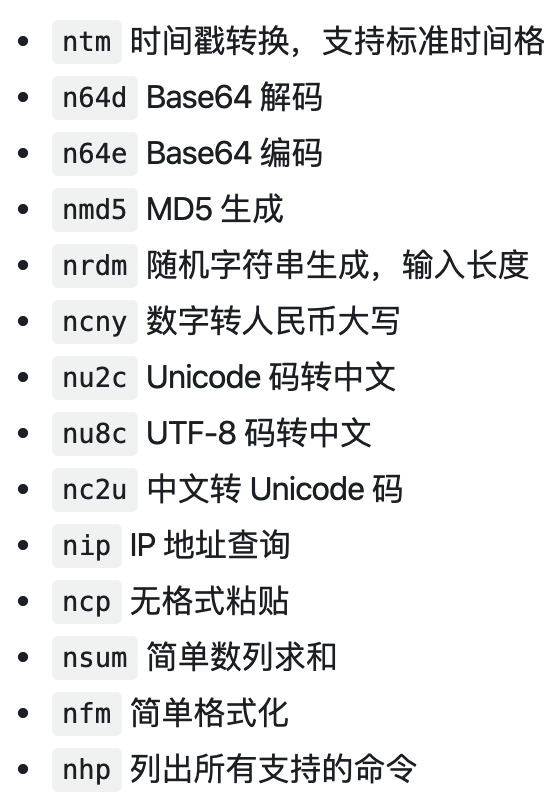 ntm 时间戳转换，支持标准时间格
n64d Base64 解码
n64e Base64 编码
nmd5 MD5 生成
nrdm 随机字符串生成，输入长度
ncny 数字转人民币大写
nu2c Unicode 码转中文
nu8c UTF-8 码转中文
nc2u 中文转 Unicode 码
nip IP 地址查询
ncp 无格式粘贴
nsum 简单数列求和
nfm 简单格式化
nhp 列出所有支持的命令